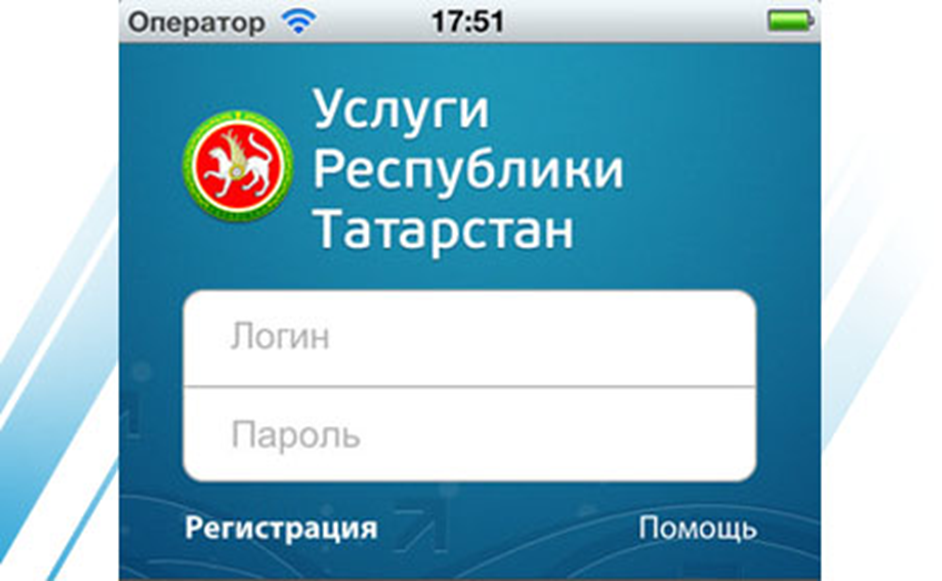 Оператор 17:51
Услуги
Республики
Татарстан
Логин
Пароль
Регистрация Помощь